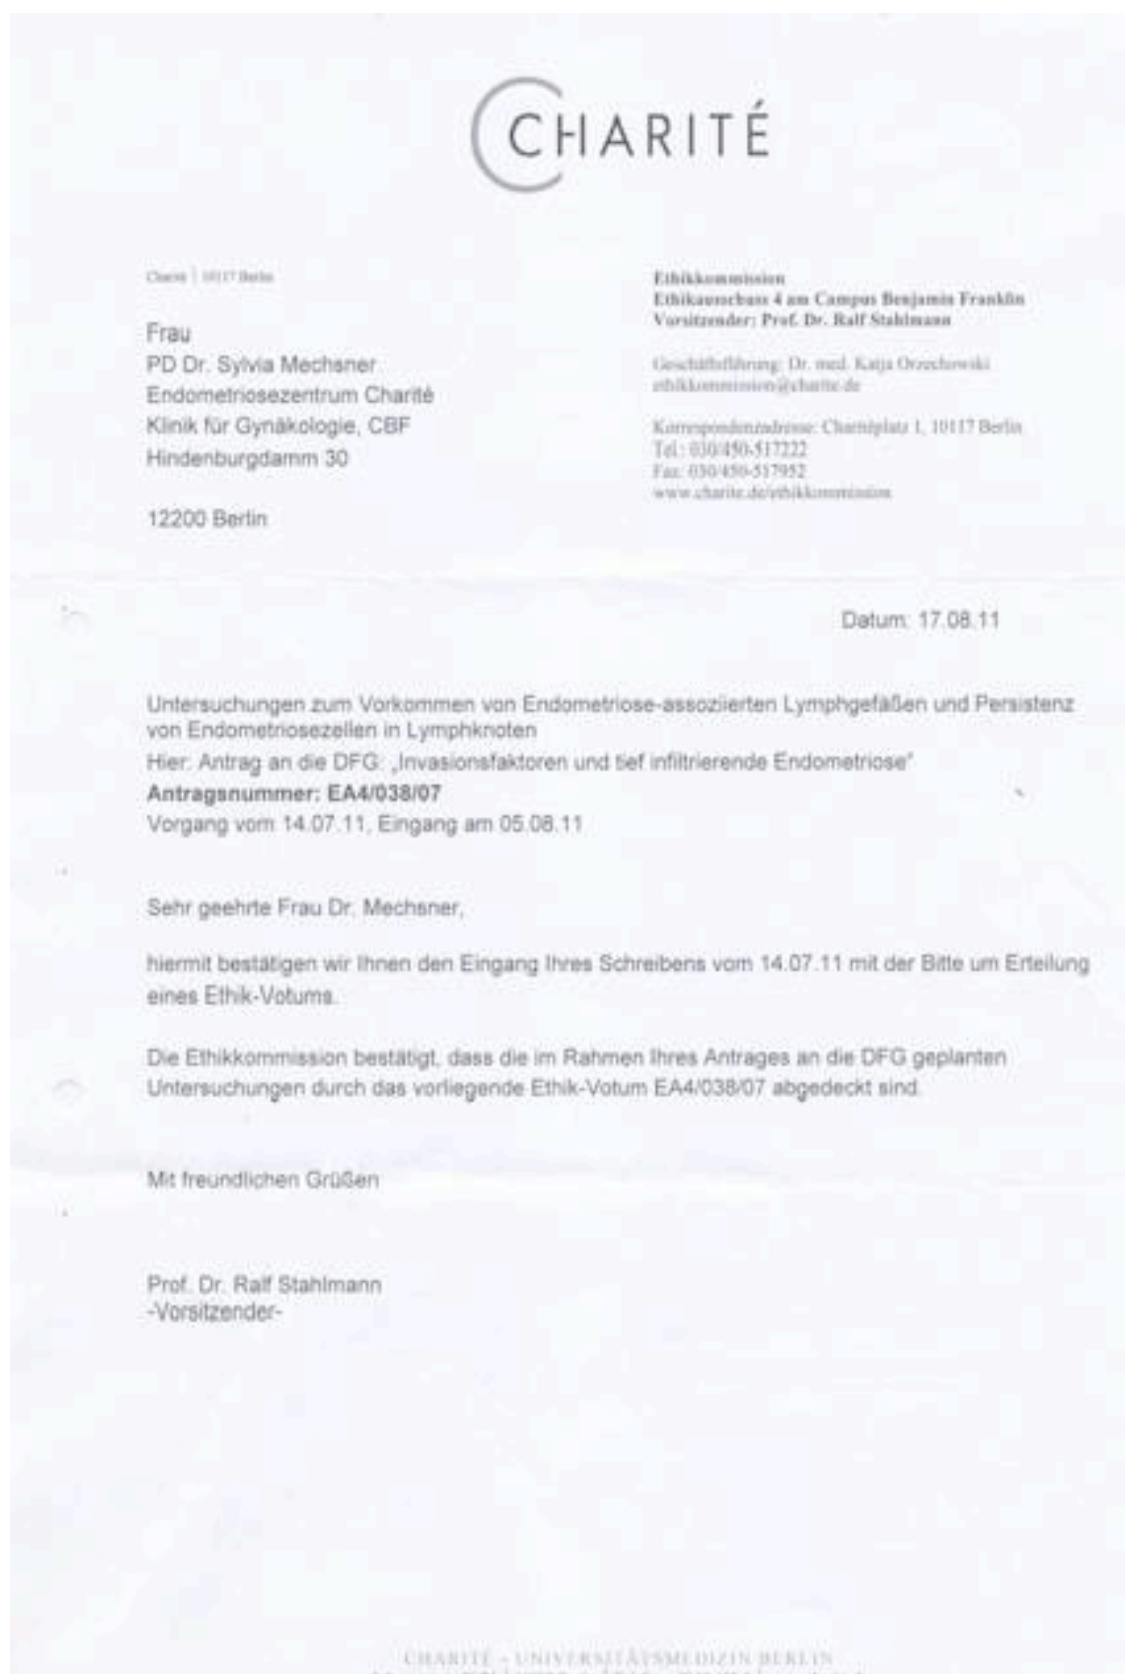 CHARITÉ
Charité | 10117 Berlin
Frau
PD Dr. Sylvia Mechsner
Endometriosezentrum Charité
Klinik für Gynäkologie, CBF
Hindenburgdamm 30
12200 Berlin
Ethikkommission
Ethikausschuss 4 am Campus Benjamin Franklin
Vorsitzender: Prof. Dr. Ralf Stahlmann
Geschäftsführung: Dr. med. Katja Orzechowski
ethikkommission@charite.de
Korrespondenzadresse: Charitéplatz 1, 10117 Berlin
Tel.: 030/450-517222
Fax: 030/450-517952
www.charite.de/ethikkommission
Datum: 17.08.11
Untersuchungen zum Vorkommen von Endometriose-assoziierten Lymphgefäßen und Persistenz
von Endometriosezellen in Lymphknoten
Hier: Antrag an die DFG: „Invasionsfaktoren und tief infiltrierende Endometriose"
Antragsnummer: EA4/038/07
Vorgang vom 14.07.11, Eingang am 05.08.11
Sehr geehrte Frau Dr. Mechsner,
hiermit bestätigen wir Ihnen den Eingang Ihres Schreibens vom 14.07.11 mit der Bitte um Erteilung
eines Ethik-Votums.
Die Ethikkommission bestätigt, dass die im Rahmen Ihres Antrages an die DFG geplanten
Untersuchungen durch das vorliegende Ethik-Votum EA4/038/07 abgedeckt sind.
Mit freundlichen Grüßen
Prof. Dr. Ralf Stahlmann
-Vorsitzender-
CHARITÉ - UNIVERSITÄTSMEDIZIN BERLIN